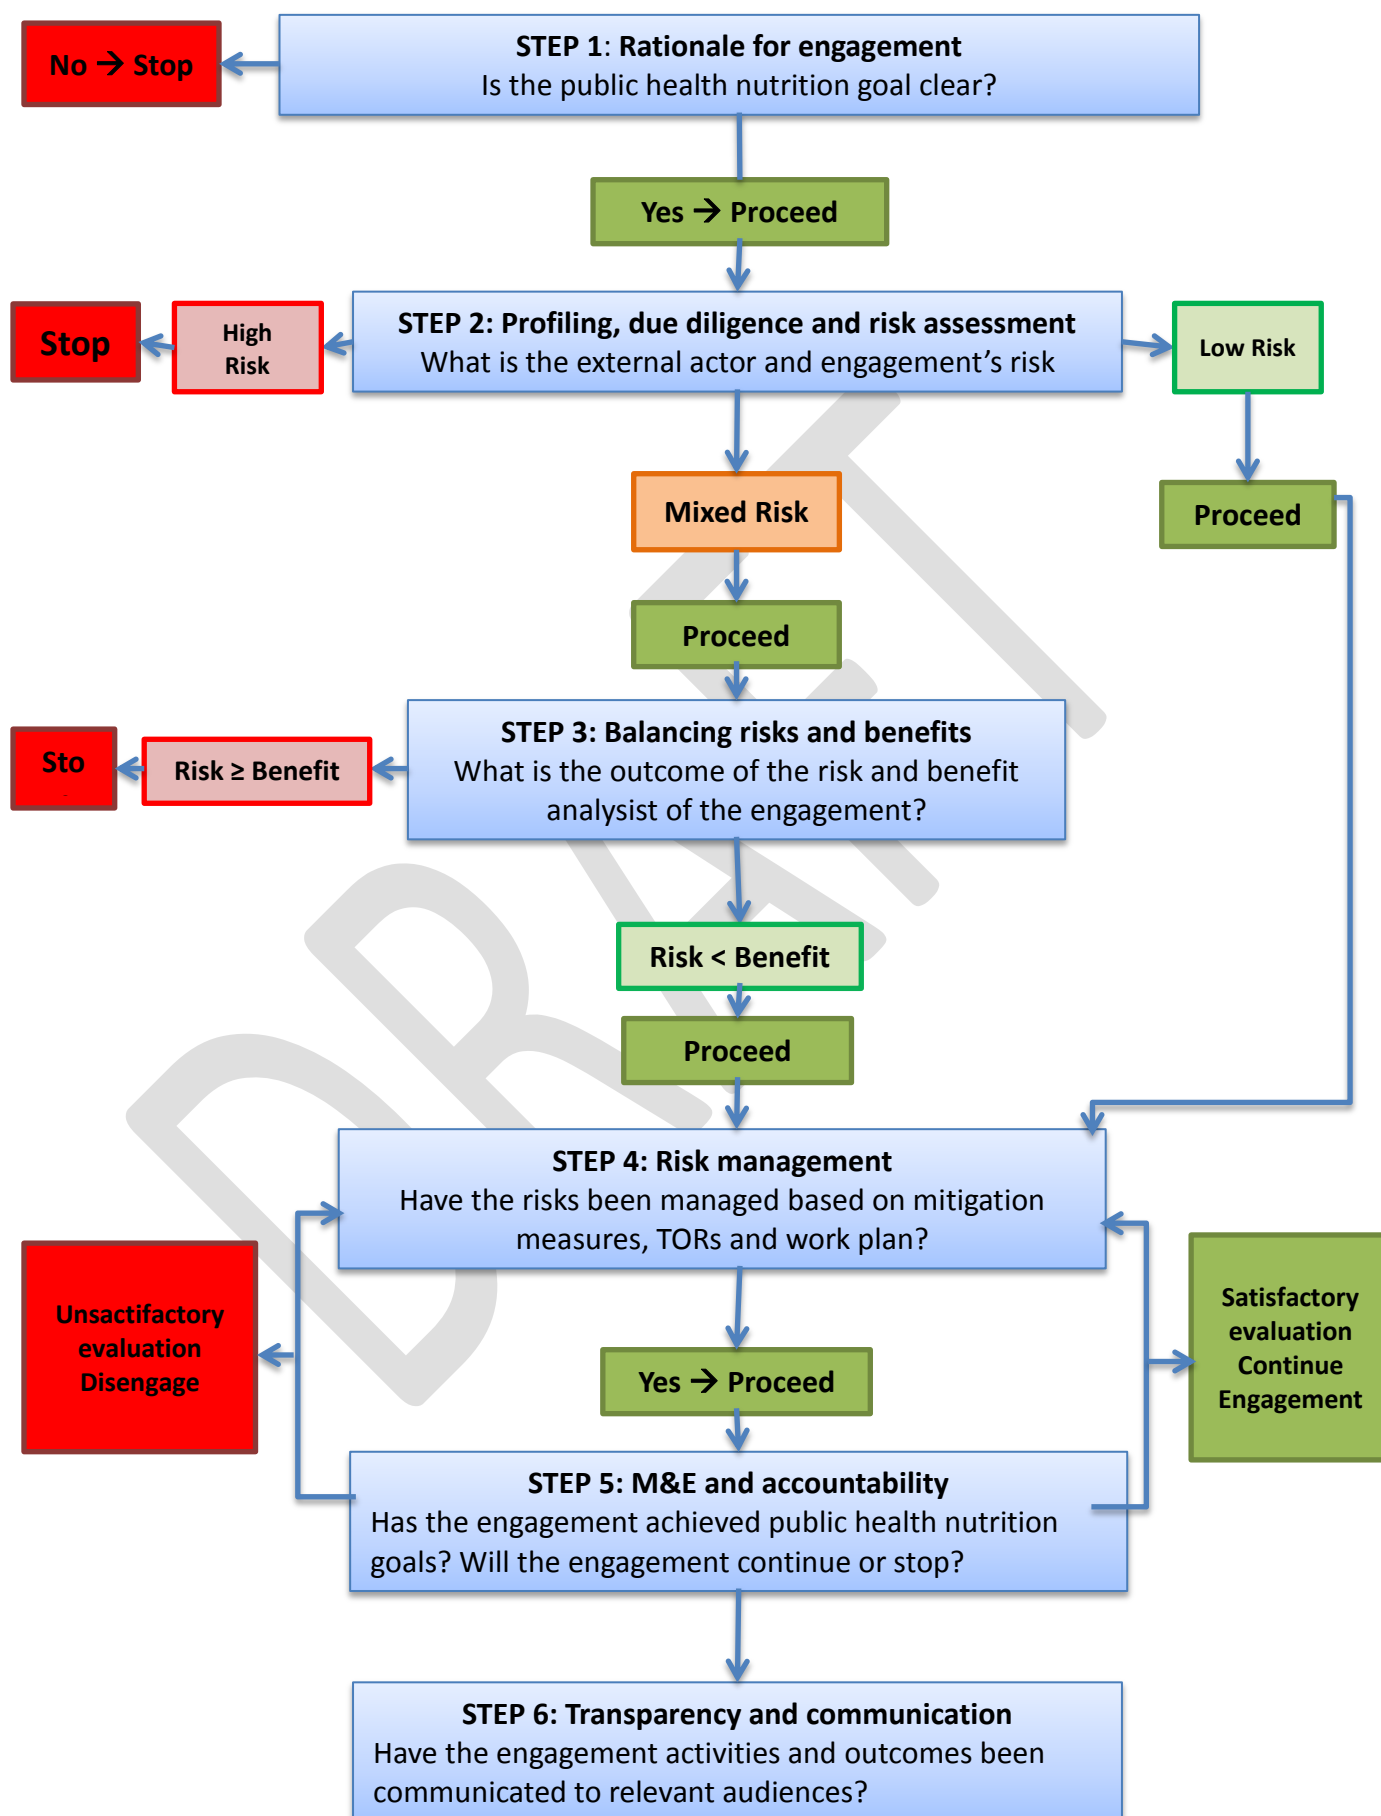 STEP 1: Rationale for engagement
Is the public health nutrition goal clear?
No → Stop
Yes → Proceed
STEP 2: Profiling, due diligence and risk assessment
What is the external actor and engagement’s risk
High
Risk
Stop
Low Risk
Proceed
Mixed Risk
Proceed
STEP 3: Balancing risks and benefits
What is the outcome of the risk and benefit
analysist of the engagement?
Risk ≥ Benefit
Sto
Risk < Benefit
Proceed
STEP 4: Risk management
Have the risks been managed based on mitigation
measures, TORs and work plan?
Unsactifactory
evaluation
Disengage
Satisfactory
evaluation
Continue
Engagement
Yes → Proceed
STEP 5: M&E and accountability
Has the engagement achieved public health nutrition
goals? Will the engagement continue or stop?
STEP 6: Transparency and communication
Have the engagement activities and outcomes been
communicated to relevant audiences?
DRAFT